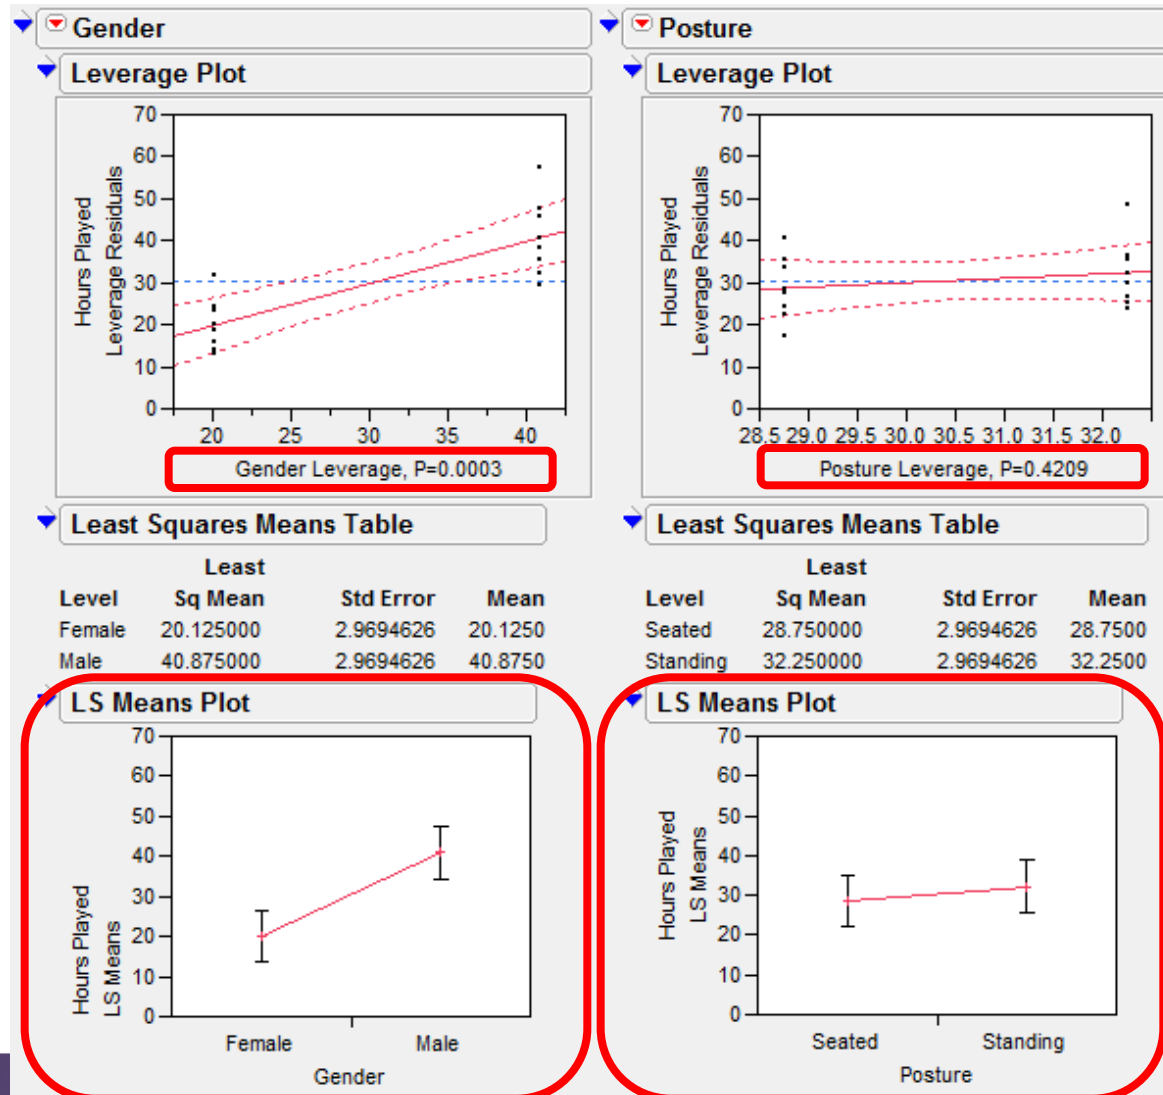 Gender
Leverage Plot
70
60
50
40
30
20
10
0
Hours Played
Leverage Residuals
20 25 30 35 40
Gender Leverage, P=0.0003
Least Squares Means Table
Least
Level Sq Mean Std Error Mean
Female 20.125000 2.9694626 20.1250
Male 40.875000 2.9694626 40.8750
LS Means Plot
70
60
50
40
30
20
10
0
Hours Played
LS Means
Female Male
Gender
Posture
Leverage Plot
70
60
50
40
30
20
10
0
Hours Played
Leverage Residuals
28.5 29.0 29.5 30.0 30.5 31.0 31.5 32.0
Posture Leverage, P=0.4209
Least Squares Means Table
Least
Level Sq Mean Std Error Mean
Seated 28.750000 2.9694626 28.7500
Standing 32.250000 2.9694626 32.2500
LS Means Plot
70
60
50
40
30
20
10
0
Hours Played
LS Means
Seated Standing
Posture